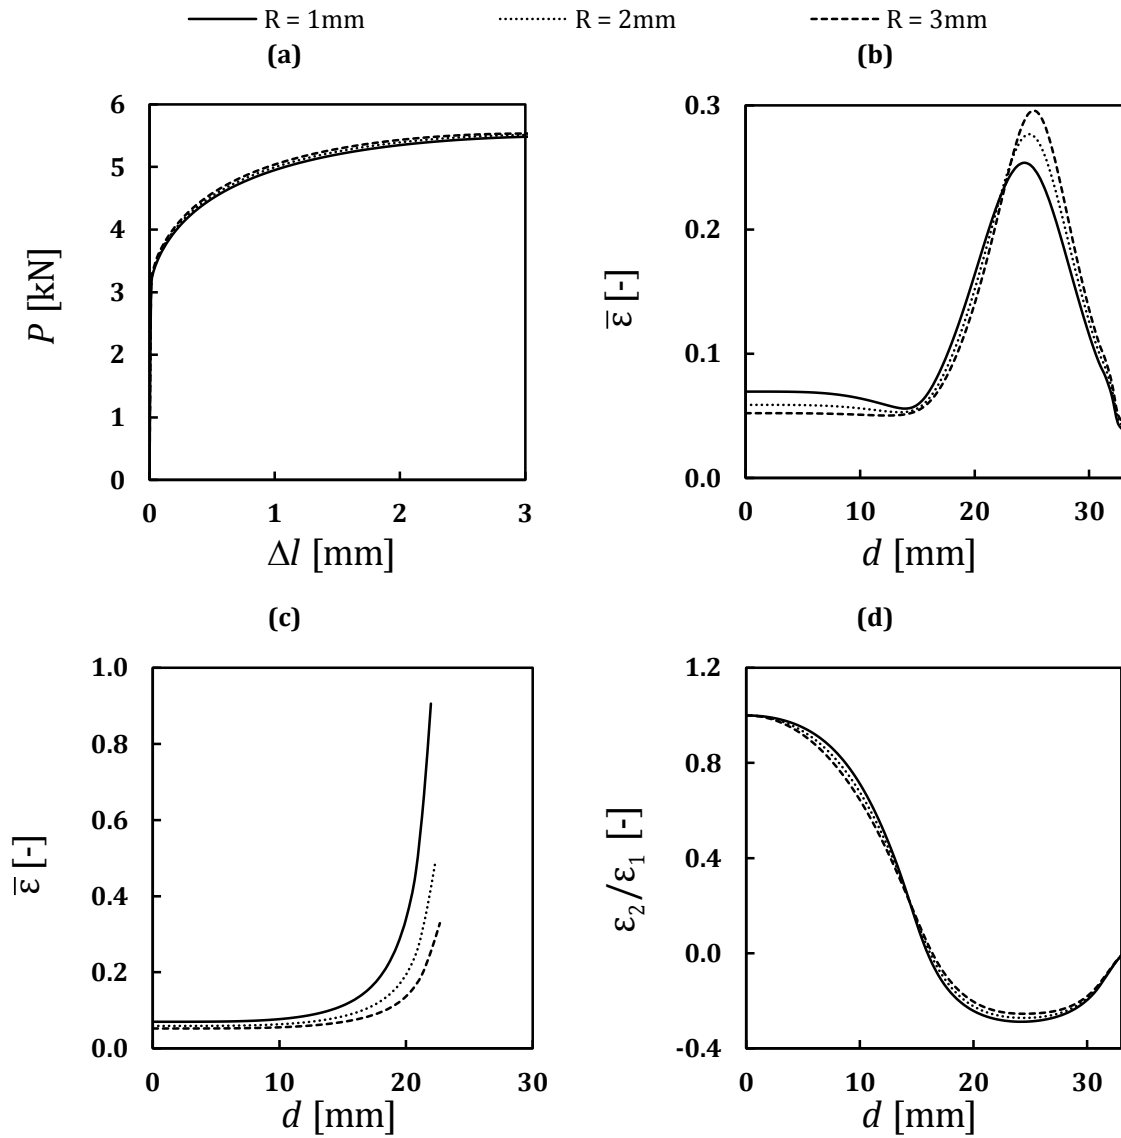 R = 1mm R = 2mm R = 3mm
(a) (b)
6
5
4
3
2
1
0
P [kN]
0 1 2 3
Δl [mm]
0.3
0.2
0.1
0.0
ε̅ [-]
0 10 20 30
d [mm]
(c) (d)
1.0
0.8
0.6
0.4
0.2
0.0
ε̅ [-]
0 10 20 30
d [mm]
1.2
0.8
0.4
0.0
-0.4
ε₂/ε₁ [-]
0 10 20 30
d [mm]